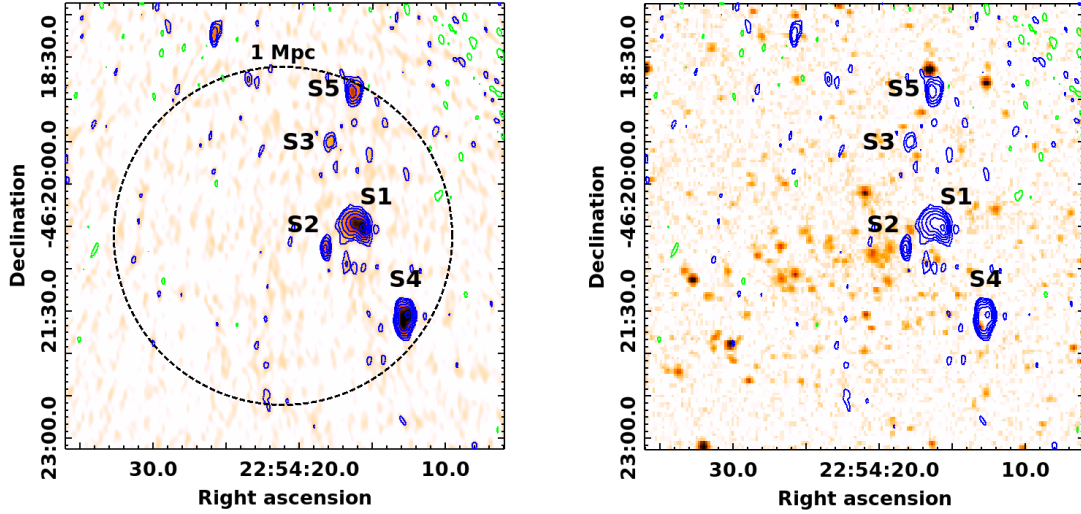 1 Mpc
S5
S3
S1
S2
S4
18:30.0
-46:20:00.0
21:30.0
23:00.0
Declination
30.0
22:54:20.0
10.0
Right ascension
S5
S3
S1
S2
S4
18:30.0
-46:20:00.0
21:30.0
23:00.0
Declination
30.0
22:54:20.0
10.0
Right ascension